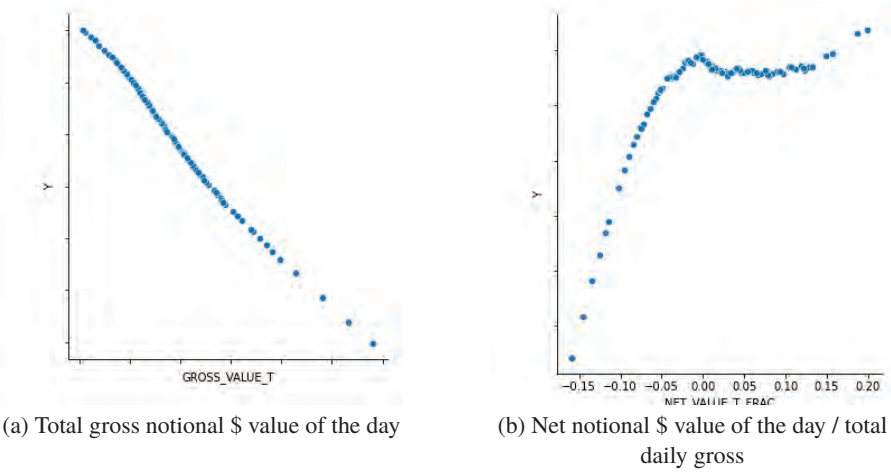 Y
GROSS_VALUE_T
(a) Total gross notional $ value of the day
Y
−0.15 −0.10 −0.05 0.00 0.05 0.10 0.15 0.20
NET_VALUE_T_FRAC
(b) Net notional $ value of the day / total
daily gross